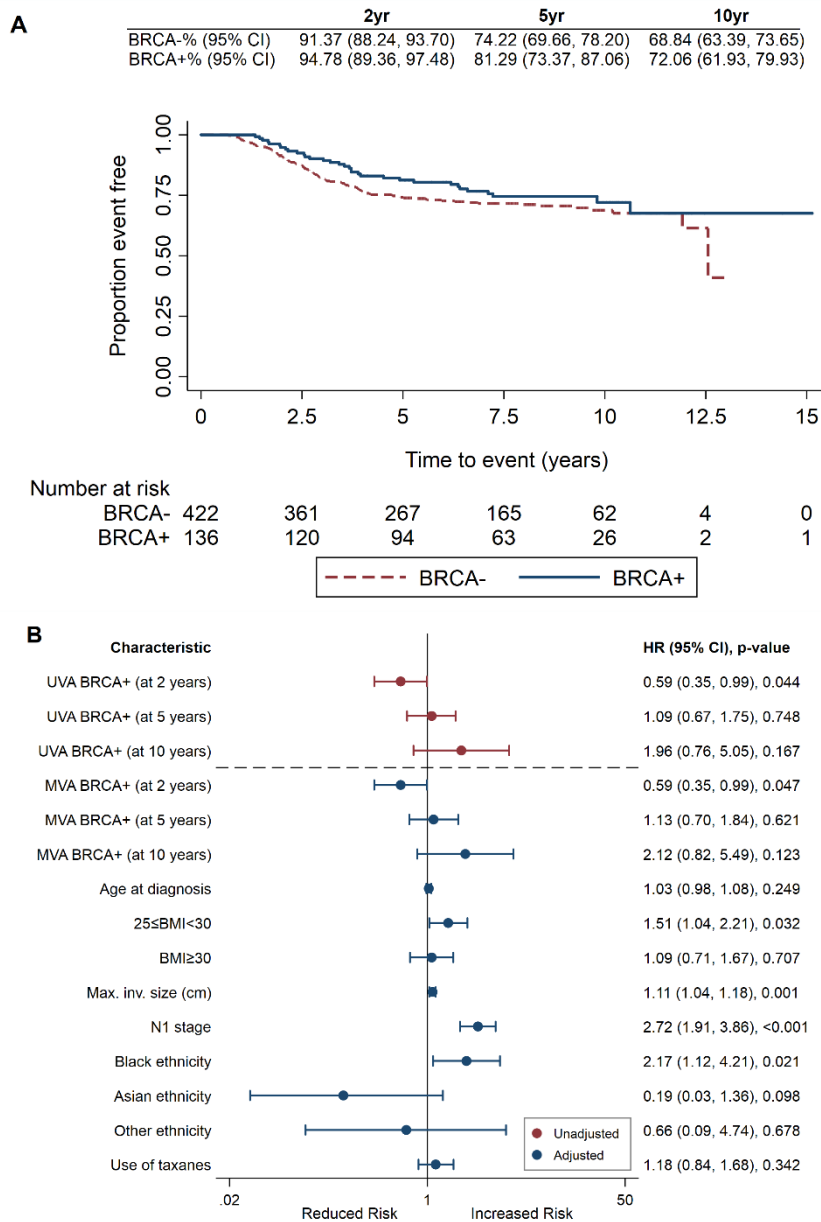 A
2yr 5yr 10yr
BRCA-% (95% CI) 91.37 (88.24, 93.70) 74.22 (69.66, 78.20) 68.84 (63.39, 73.65)
BRCA+% (95% CI) 94.78 (89.36, 97.48) 81.29 (73.37, 87.06) 72.06 (61.93, 79.93)
Proportion event free
1.00
0.75
0.50
0.25
0.00
0 2.5 5 7.5 10 12.5 15
Time to event (years)
Number at risk
BRCA- 422 361 267 165 62 4 0
BRCA+ 136 120 94 63 26 2 1
BRCA- BRCA+
B
Characteristic HR (95% CI), p-value
UVA BRCA+ (at 2 years) 0.59 (0.35, 0.99), 0.044
UVA BRCA+ (at 5 years) 1.09 (0.67, 1.75), 0.748
UVA BRCA+ (at 10 years) 1.96 (0.76, 5.05), 0.167
MVA BRCA+ (at 2 years) 0.59 (0.35, 0.99), 0.047
MVA BRCA+ (at 5 years) 1.13 (0.70, 1.84), 0.621
MVA BRCA+ (at 10 years) 2.12 (0.82, 5.49), 0.123
Age at diagnosis 1.03 (0.98, 1.08), 0.249
25≤BMI<30 1.51 (1.04, 2.21), 0.032
BMI≥30 1.09 (0.71, 1.67), 0.707
Max. inv. size (cm) 1.11 (1.04, 1.18), 0.001
N1 stage 2.72 (1.91, 3.86), <0.001
Black ethnicity 2.17 (1.12, 4.21), 0.021
Asian ethnicity 0.19 (0.03, 1.36), 0.098
Other ethnicity 0.66 (0.09, 4.74), 0.678
Use of taxanes 1.18 (0.84, 1.68), 0.342
Unadjusted
Adjusted
.02 1 50
Reduced Risk Increased Risk